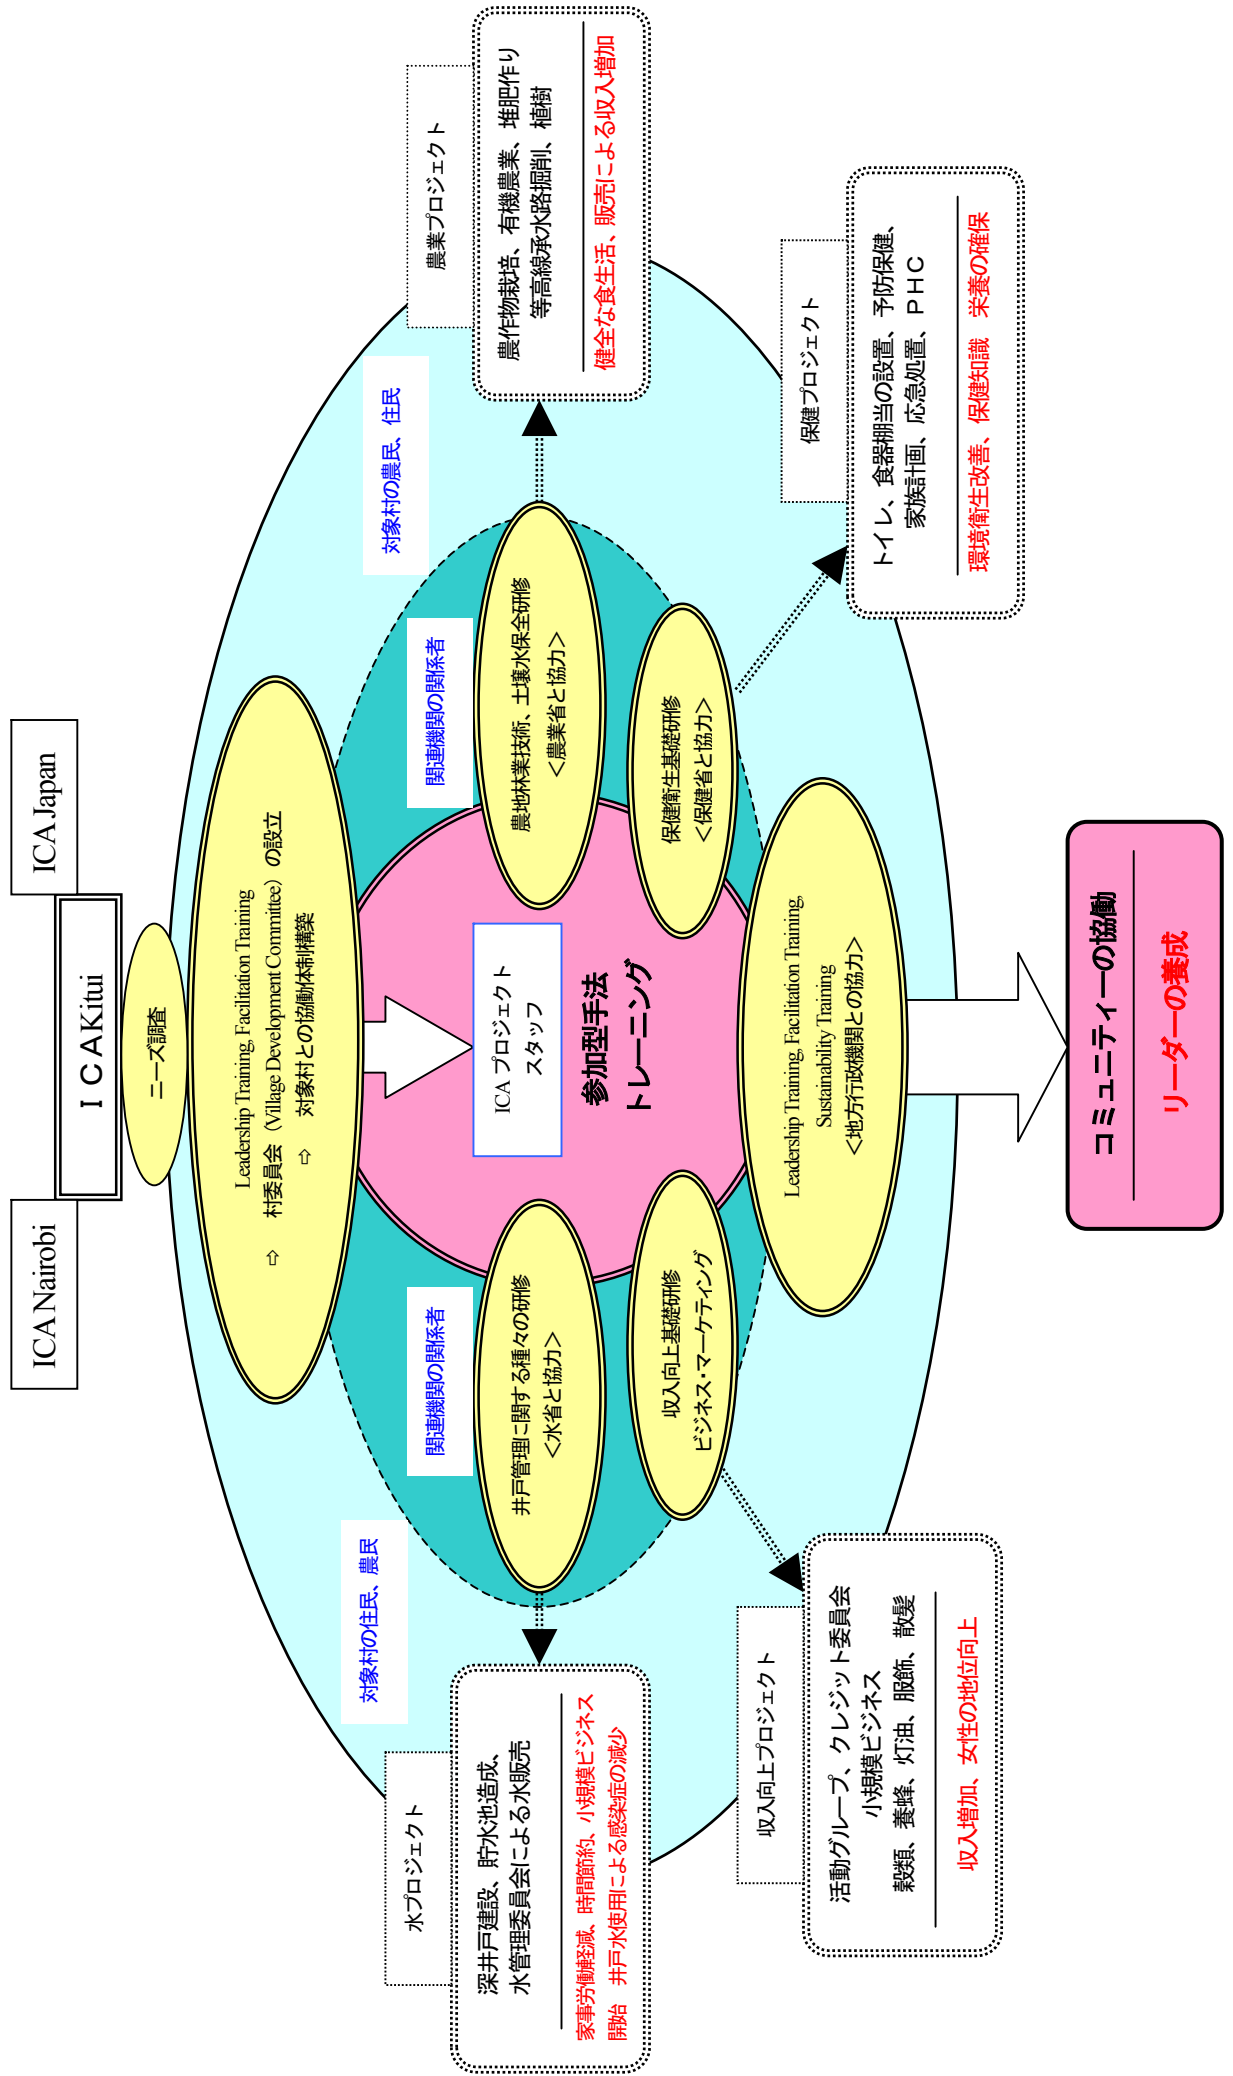 ICA Nairobi
ＩＣＡKitui
ICA Japan
ニーズ調査
Leadership Training, Facilitation Training
⇨ 村委員会（Village Development Committee）の設立
⇨ 対象村との協働体制構築
対象村の住民、農民
対象村の農民、住民
関連機関の関係者
関連機関の関係者
水プロジェクト
深井戸建設、貯水池造成、
水管理委員会による水販売
家事労働軽減、時間節約、小規模ビジネス
開始　井戸水使用による感染症の減少
井戸管理に関する種々の研修
＜水省と協力＞
ICA プロジェクト
スタッフ
参加型手法
トレーニング
農地林業技術、土壌水保全研修
＜農業省と協力＞
農業プロジェクト
農作物栽培、有機農業、堆肥作り
等高線承水路掘削、植樹
健全な食生活、販売による収入増加
収入向上基礎研修
ビジネス・マーケティング
保健衛生基礎研修
＜保健省と協力＞
収入向上プロジェクト
活動グループ、クレジット委員会
小規模ビジネス
穀類、養蜂、灯油、服飾、散髪
収入増加、女性の地位向上
Leadership Training, Facilitation Training,
Sustainability Training
＜地方行政機関との協力＞
保健プロジェクト
トイレ、食器棚当の設置、予防保健、
家族計画、応急処置、ＰＨＣ
環境衛生改善、保健知識　栄養の確保
コミュニティーの協働
リーダーの養成